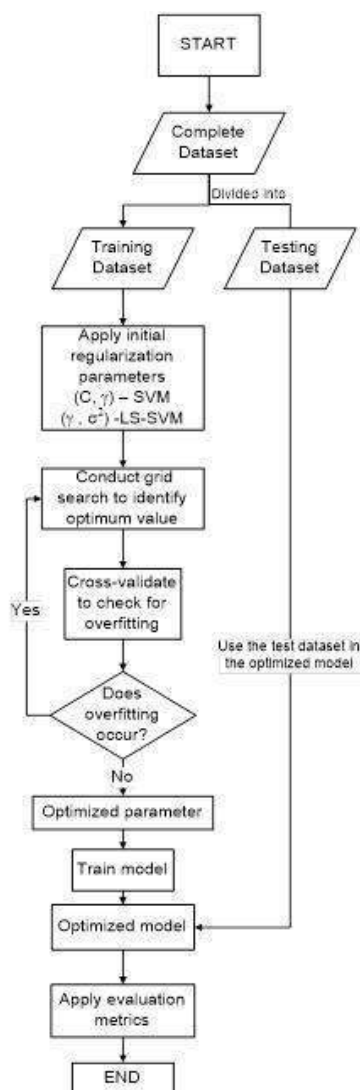 START
Complete
Dataset
Divided into
Training
Dataset
Testing
Dataset
Apply initial
regularization
parameters
(C, γ) – SVM
(γ , σ²) -LS-SVM
Conduct grid
search to identify
optimum value
Cross-validate
to check for
overfitting
Yes
Use the test dataset in
the optimized model
Does
overfitting
occur?
No
Optimized parameter
Train model
Optimized model
Apply evaluation
metrics
END